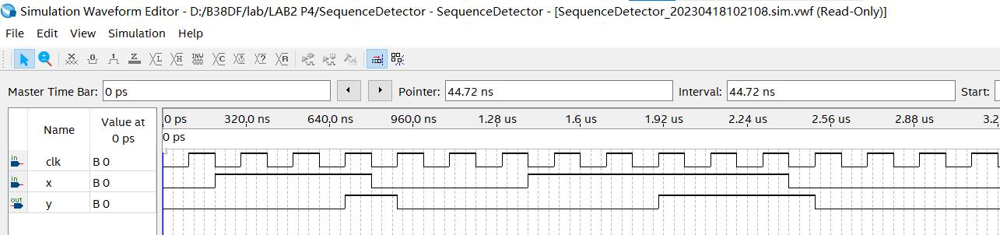 Simulation Waveform Editor - D:/B38DF/lab/LAB2 P4/SequenceDetector - SequenceDetector - [SequenceDetector_20230418102108.sim.vwf (Read-Only)]
File Edit View Simulation Help
Master Time Bar: 0 ps Pointer: 44.72 ns Interval: 44.72 ns Start:
Name Value at 0 ps
0 ps 320.0 ns 640.0 ns 960.0 ns 1.28 us 1.6 us 1.92 us 2.24 us 2.56 us 2.88 us 3.2
0 ps
in clk B 0
in x B 0
out y B 0